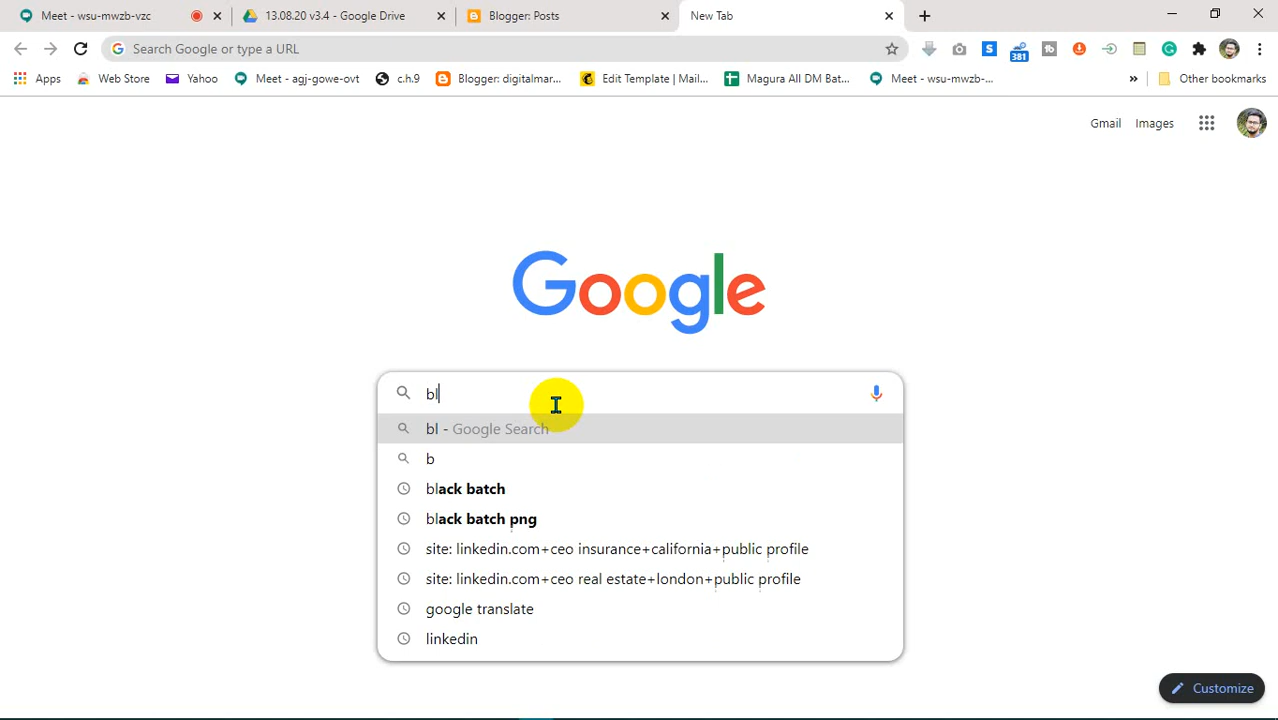 Meet - wsu-mwzb-vzc
13.08.20 v3.4 - Google Drive
Blogger: Posts
New Tab
Search Google or type a URL
S
tb
381
Apps
Web Store
Yahoo
Meet - agj-gowe-ovt
c.h.9
Blogger: digitalmar...
Edit Template | Mail...
Magura All DM Bat...
Meet - wsu-mwzb-...
»
Other bookmarks
Gmail
Images
Google
bl
bl - Google Search
b
black batch
black batch png
site: linkedin.com+ceo insurance+california+public profile
site: linkedin.com+ceo real estate+london+public profile
google translate
linkedin
Customize